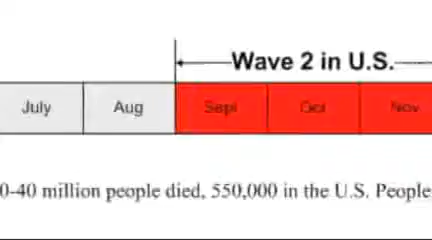 Wave 2 in U.S.
July Aug Sept Oct Nov
0-40 million people died, 550,000 in the U.S. People